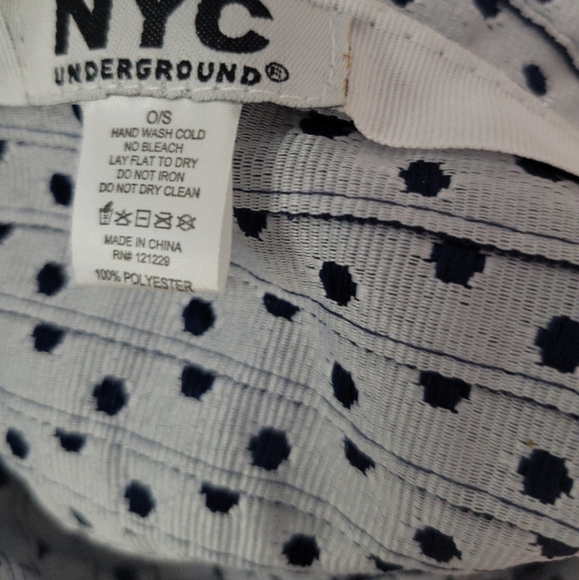 NYC
UNDERGROUND®
O/S
HAND WASH COLD
NO BLEACH
LAY FLAT TO DRY
DO NOT IRON
DO NOT DRY CLEAN
MADE IN CHINA
RN# 121229
100% POLYESTER